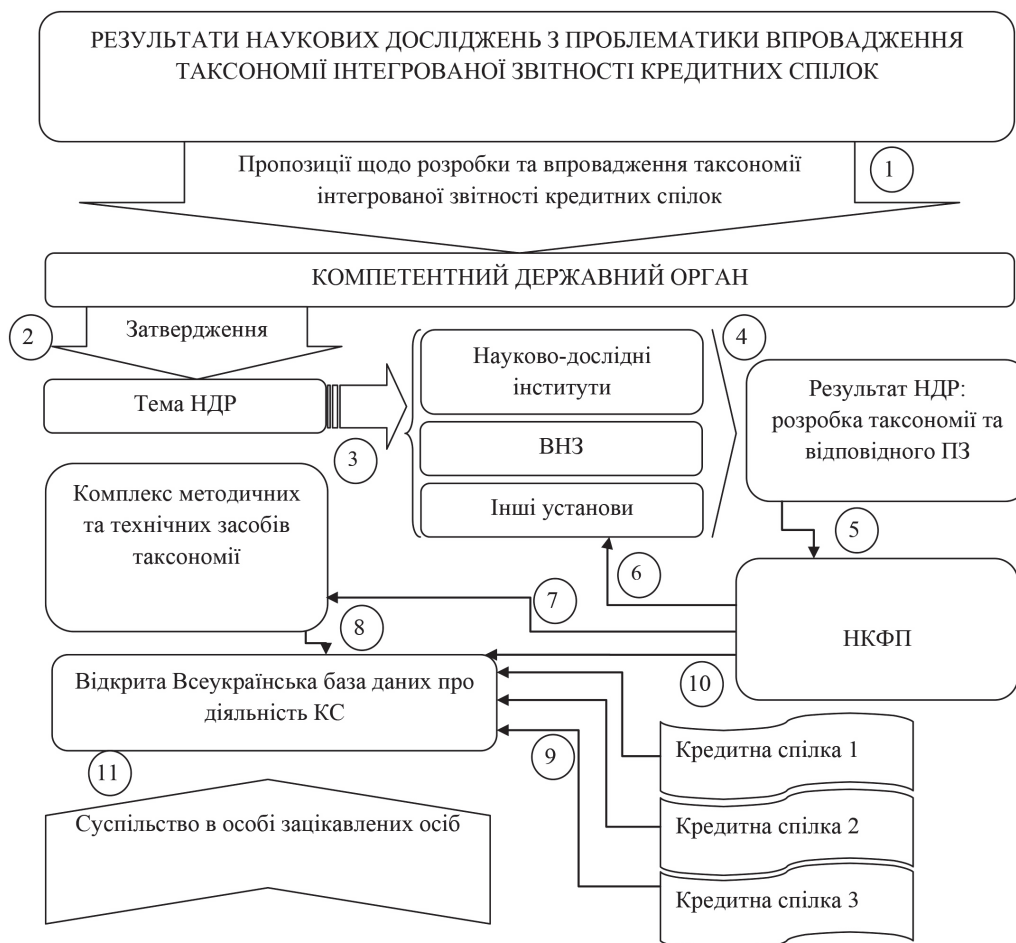 РЕЗУЛЬТАТИ НАУКОВИХ ДОСЛІДЖЕНЬ З ПРОБЛЕМАТИКИ ВПРОВАДЖЕННЯ
ТАКСОНОМІЇ ІНТЕГРОВАНОЇ ЗВІТНОСТІ КРЕДИТНИХ СПІЛОК
Пропозиції щодо розробки та впровадження таксономії
інтегрованої звітності кредитних спілок
1
КОМПЕТЕНТНИЙ ДЕРЖАВНИЙ ОРГАН
2
Затвердження
Тема НДР
3
Науково-дослідні
інститути
ВНЗ
Інші установи
4
Результат НДР:
розробка таксономії та
відповідного ПЗ
5
Комплекс методичних
та технічних засобів
таксономії
6
7
8
НКФП
10
Відкрита Всеукраїнська база даних про
діяльність КС
9
11
Суспільство в особі зацікавлених осіб
Кредитна спілка 1
Кредитна спілка 2
Кредитна спілка 3